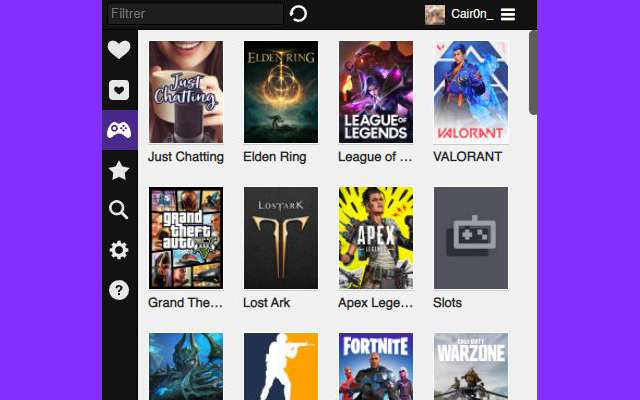 Filtrer
Cair0n_
Just Chatting
ELDEN RING
LEAGUE OF LEGENDS
VALORANT
Just Chatting
Elden Ring
League of ...
VALORANT
grand
theft
auto
V
LOST ARK
APEX
LEGENDS
Grand The...
Lost Ark
Apex Lege...
Slots
FORTNITE
CALL OF DUTY
WARZONE
?